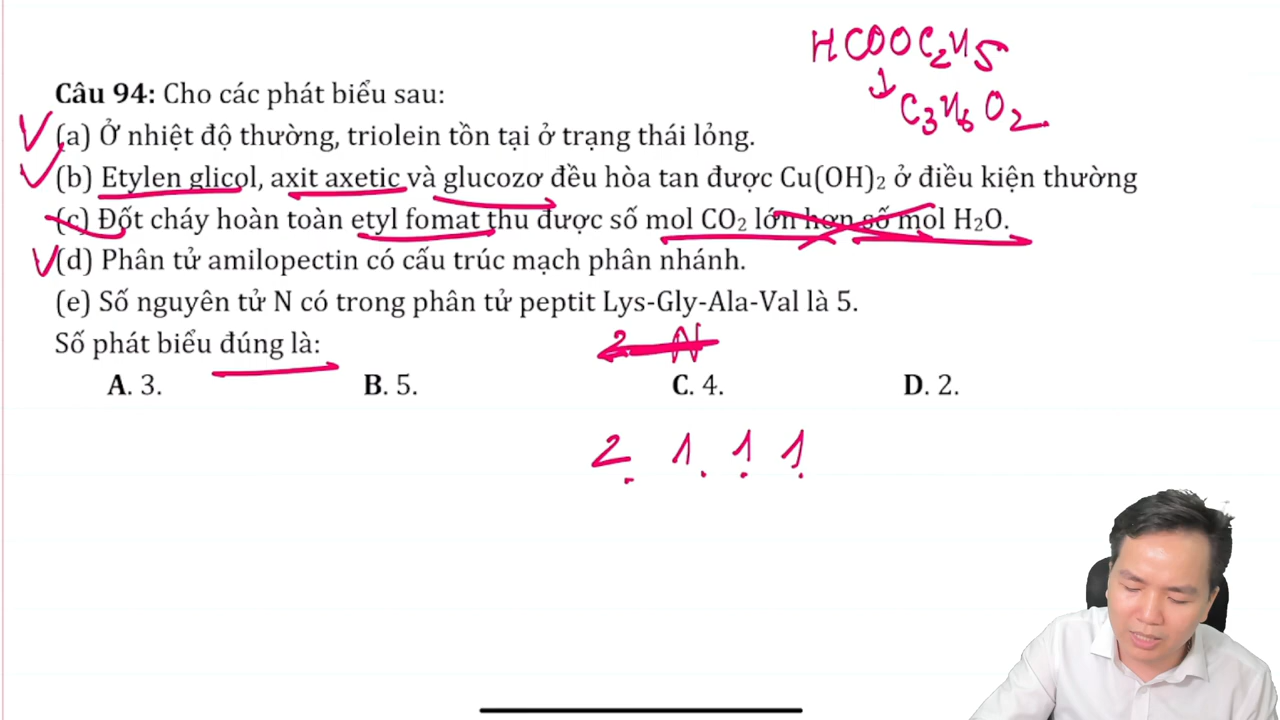 HCOOC₂H₅
↓
C₃H₆O₂
Câu 94: Cho các phát biểu sau:
(a) Ở nhiệt độ thường, triolein tồn tại ở trạng thái lỏng.
(b) Etylen glicol, axit axetic và glucozơ đều hòa tan được Cu(OH)₂ ở điều kiện thường
(c) Đốt cháy hoàn toàn etyl fomat thu được số mol CO₂ lớn hơn số mol H₂O.
(d) Phân tử amilopectin có cấu trúc mạch phân nhánh.
(e) Số nguyên tử N có trong phân tử peptit Lys-Gly-Ala-Val là 5.
2 N
Số phát biểu đúng là:
A. 3. B. 5. C. 4. D. 2.
2 1 1 1